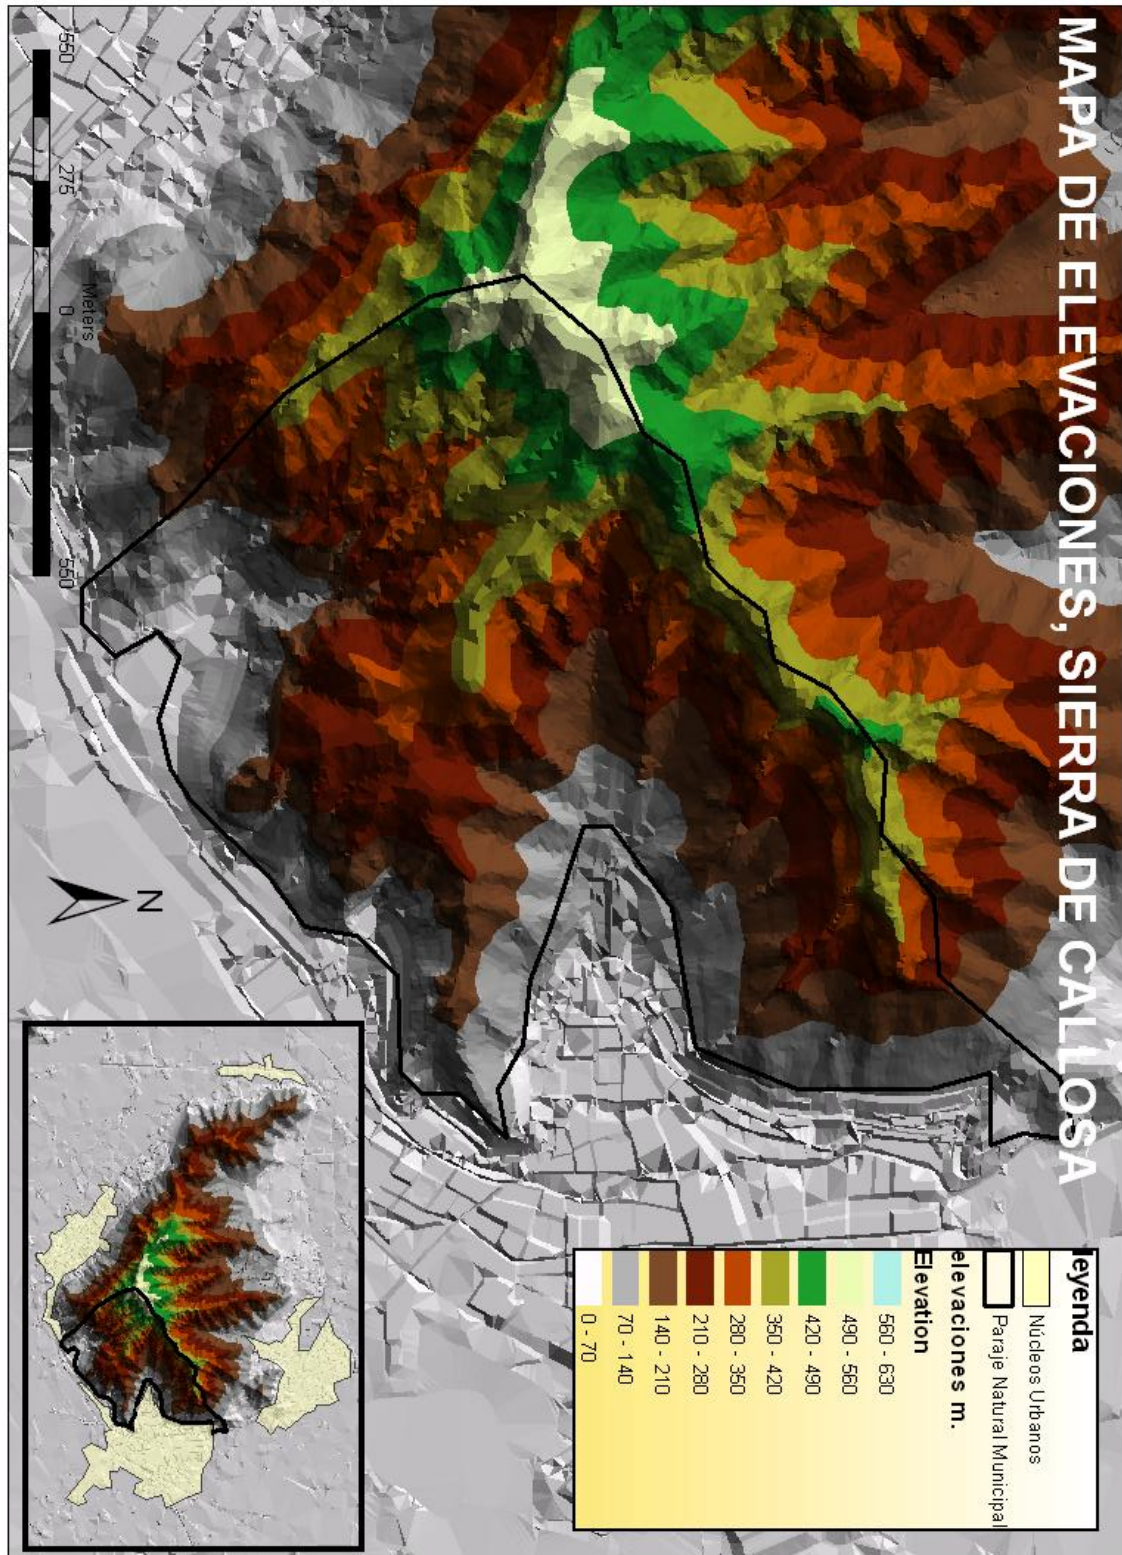 MAPA DE ELEVACIONES, SIERRA DE CALLOSA
leyenda
Núcleos Urbanos
Paraje Natural Municipal
elevaciones m.
Elevation
560 - 630
490 - 560
420 - 490
350 - 420
280 - 350
210 - 280
140 - 210
70 - 140
0 - 70
550 275 0 550
Meters
N